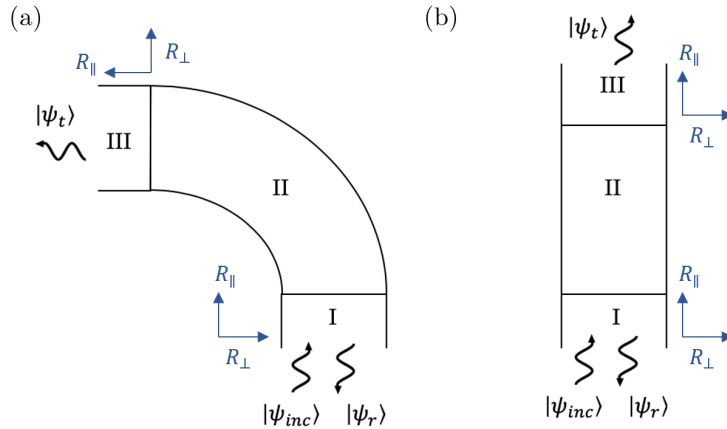 (a)
R∥
R⊥
|ψt⟩
III
II
R∥
I
R⊥
|ψinc⟩
|ψr⟩
(b)
|ψt⟩
III
R∥
R⊥
II
R∥
I
R⊥
|ψinc⟩
|ψr⟩